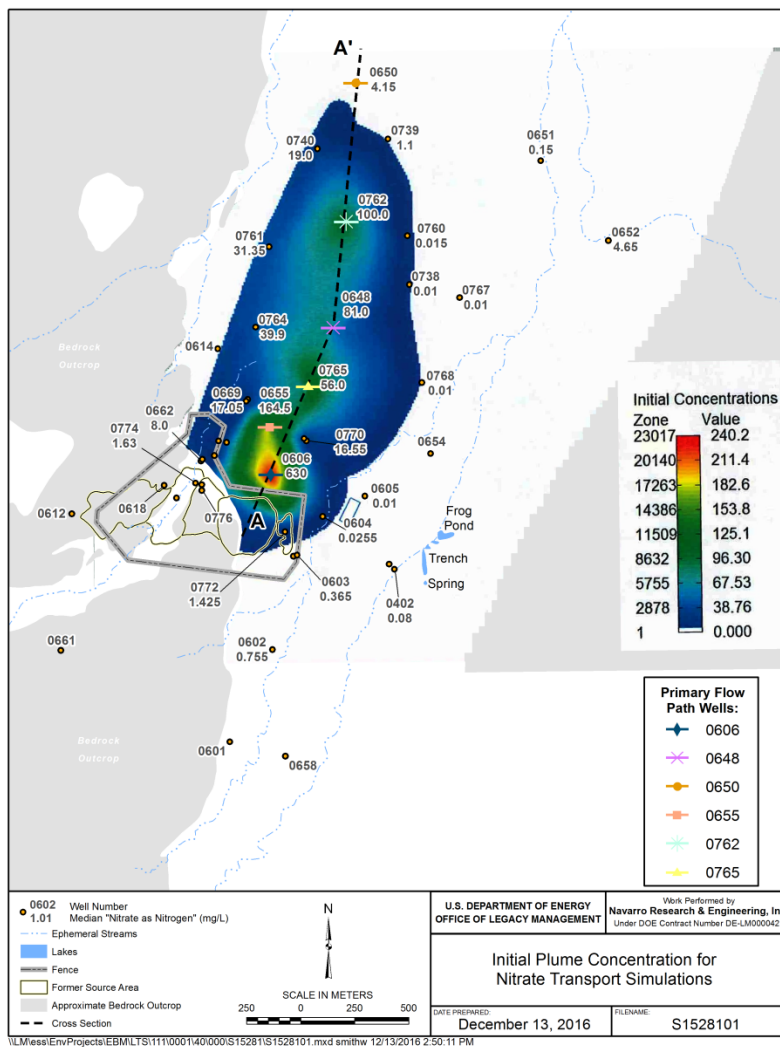 A'
0650
4.15
0740
19.0
0739
1.1
0651
0.15
0762
100.0
0761
31.35
0760
0.015
0652
4.65
0738
0.01
0767
0.01
0648
81.0
0764
39.9
Bedrock
Outcrop
0614
0765
56.0
0768
0.01
0669
17.05
0655
164.5
0662
8.0
0774
1.63
0770
16.55
0654
0606
630
0605
0.01
0618
0612
0776
A
0604
0.0255
Frog
Pond
Trench
Spring
0772
1.425
0603
0.365
0402
0.08
0661
0602
0.755
Bedrock
Outcrop
0601
0658
Initial Concentrations
Zone Value
23017 240.2
20140 211.4
17263 182.6
14386 153.8
11509 125.1
8632 96.30
5755 67.53
2878 38.76
1 0.000
Primary Flow
Path Wells:
0606
0648
0650
0655
0762
0765
0602 Well Number
1.01 Median "Nitrate as Nitrogen" (mg/L)
Ephemeral Streams
Lakes
Fence
Former Source Area
Approximate Bedrock Outcrop
Cross Section
N
SCALE IN METERS
250 0 250 500
U.S. DEPARTMENT OF ENERGY
OFFICE OF LEGACY MANAGEMENT
Work Performed by
Navarro Research & Engineering, In
Under DOE Contract Number DE-LM000042
Initial Plume Concentration for
Nitrate Transport Simulations
DATE PREPARED:
December 13, 2016
FILENAME:
S1528101
\\LM\ess\EnvProjects\EBM\LTS\111\0001\40\000\S15281\S1528101.mxd smithw 12/13/2016 2:50:11 PM